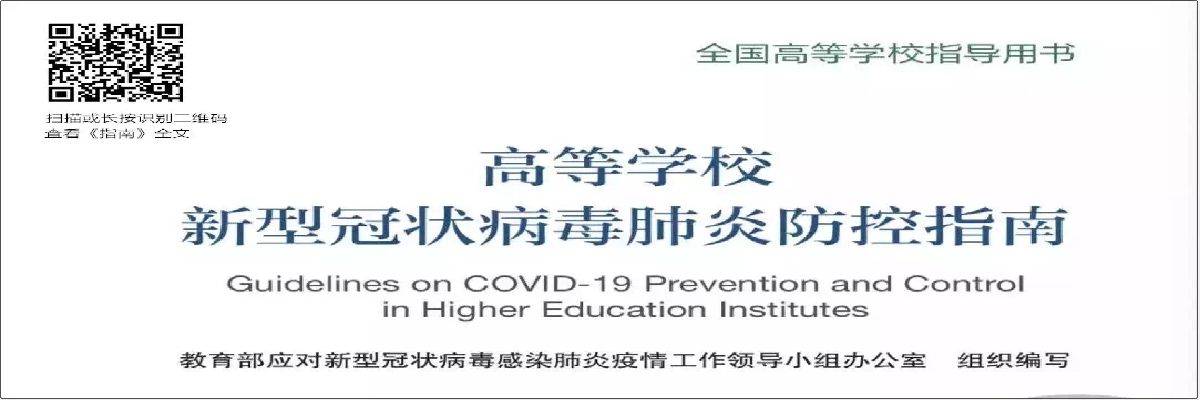 全国高等学校指导用书
扫描或长按识别二维码
查看《指南》全文
高等学校
新型冠状病毒肺炎防控指南
Guidelines on COVID-19 Prevention and Control
in Higher Education Institutes
教育部应对新型冠状病毒感染肺炎疫情工作领导小组办公室 组织编写